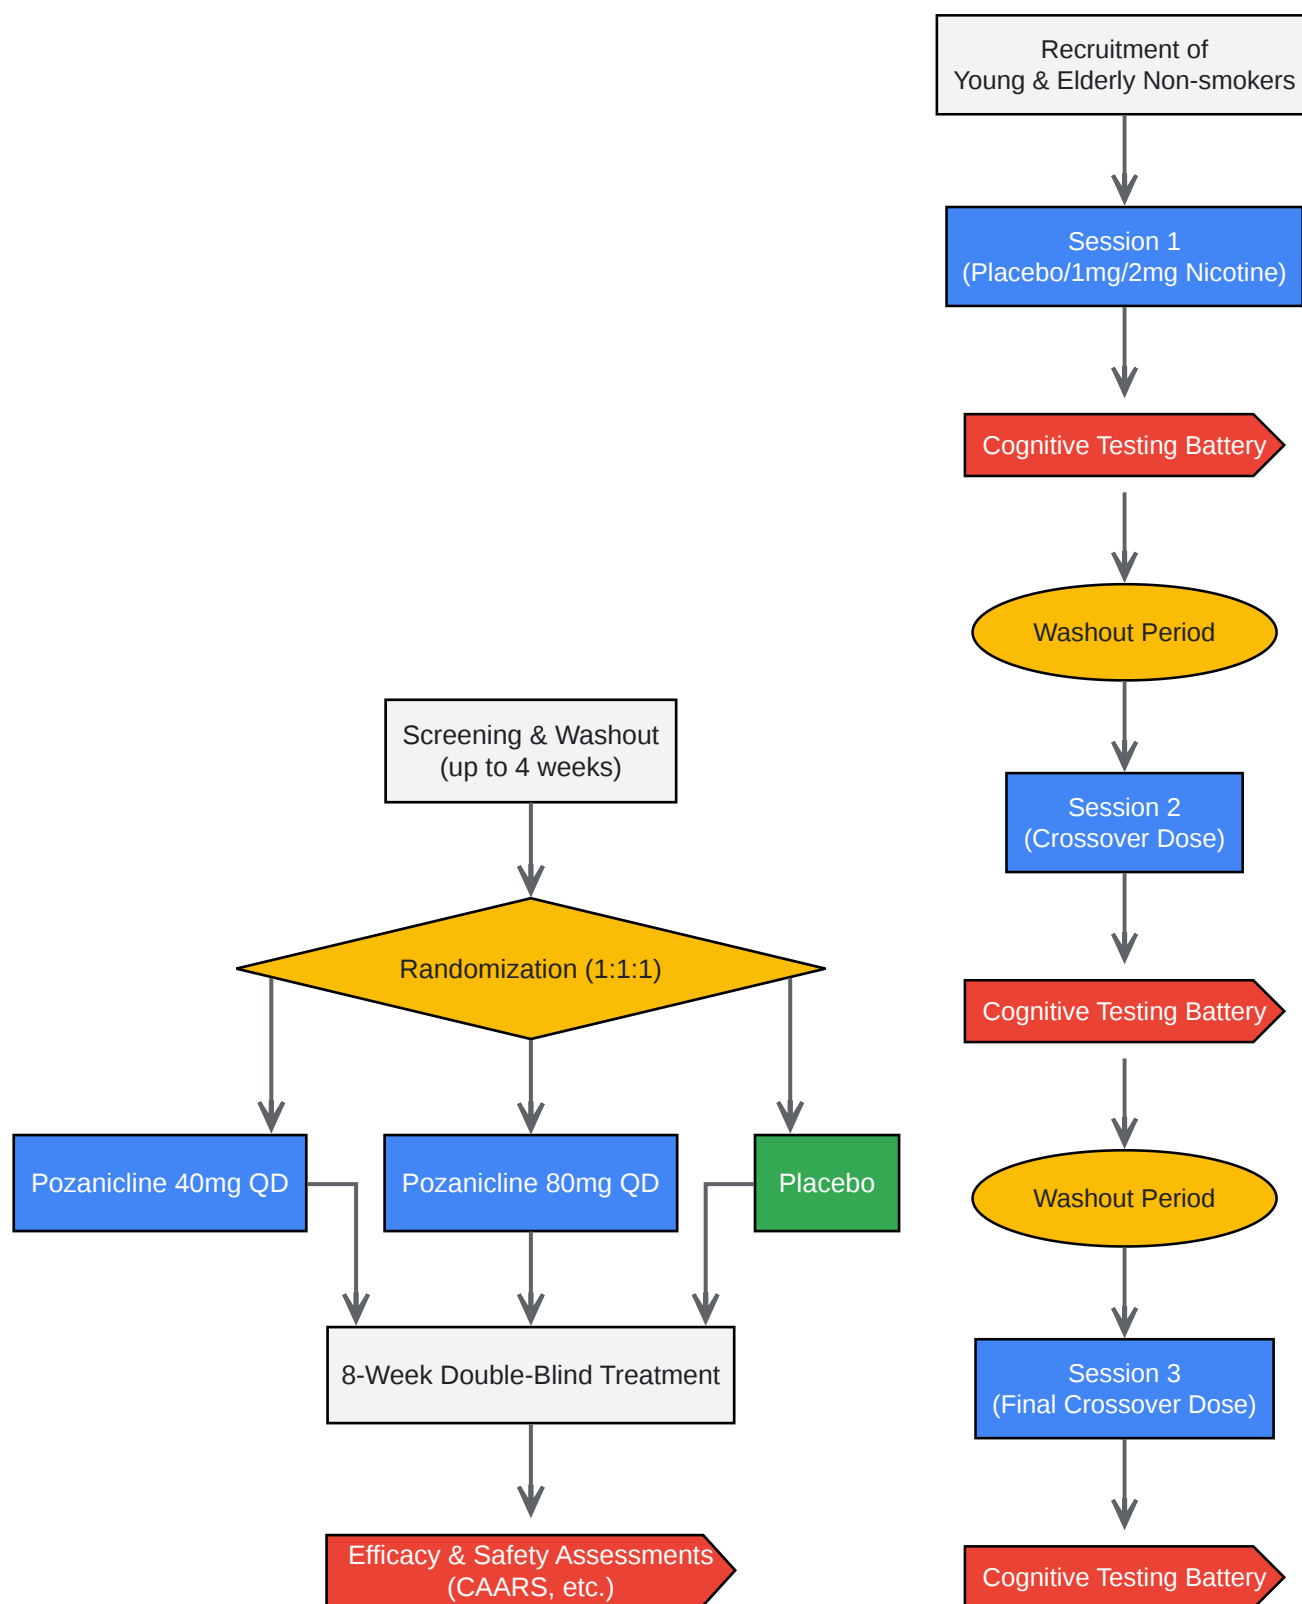 Recruitment of
Young & Elderly Non-smokers
Session 1
(Placebo/1mg/2mg Nicotine)
Cognitive Testing Battery
Washout Period
Session 2
(Crossover Dose)
Cognitive Testing Battery
Washout Period
Session 3
(Final Crossover Dose)
Cognitive Testing Battery
Screening & Washout
(up to 4 weeks)
Randomization (1:1:1)
Pozanicline 40mg QD
Pozanicline 80mg QD
Placebo
8-Week Double-Blind Treatment
Efficacy & Safety Assessments
(CAARS, etc.)